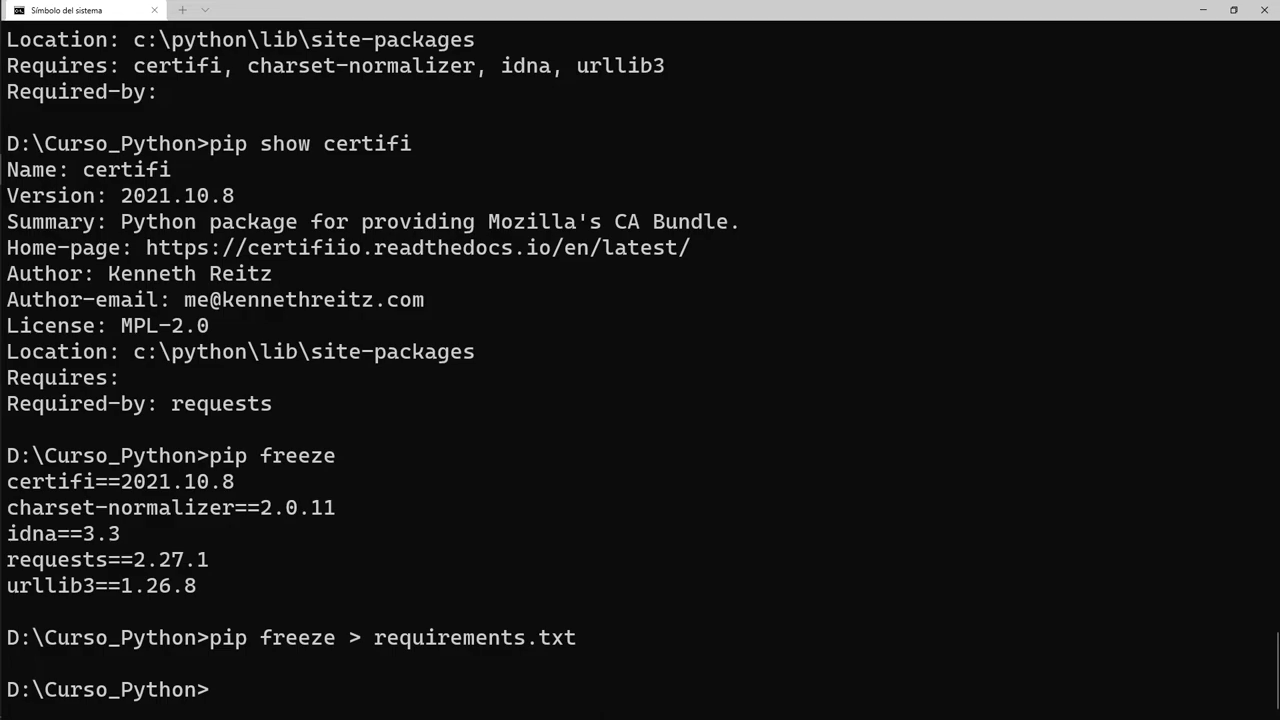 Símbolo del sistema
Location: c:\python\lib\site-packages
Requires: certifi, charset-normalizer, idna, urllib3
Required-by:
D:\Curso_Python>pip show certifi
Name: certifi
Version: 2021.10.8
Summary: Python package for providing Mozilla's CA Bundle.
Home-page: https://certifiio.readthedocs.io/en/latest/
Author: Kenneth Reitz
Author-email: me@kennethreitz.com
License: MPL-2.0
Location: c:\python\lib\site-packages
Requires:
Required-by: requests
D:\Curso_Python>pip freeze
certifi==2021.10.8
charset-normalizer==2.0.11
idna==3.3
requests==2.27.1
urllib3==1.26.8
D:\Curso_Python>pip freeze > requirements.txt
D:\Curso_Python>